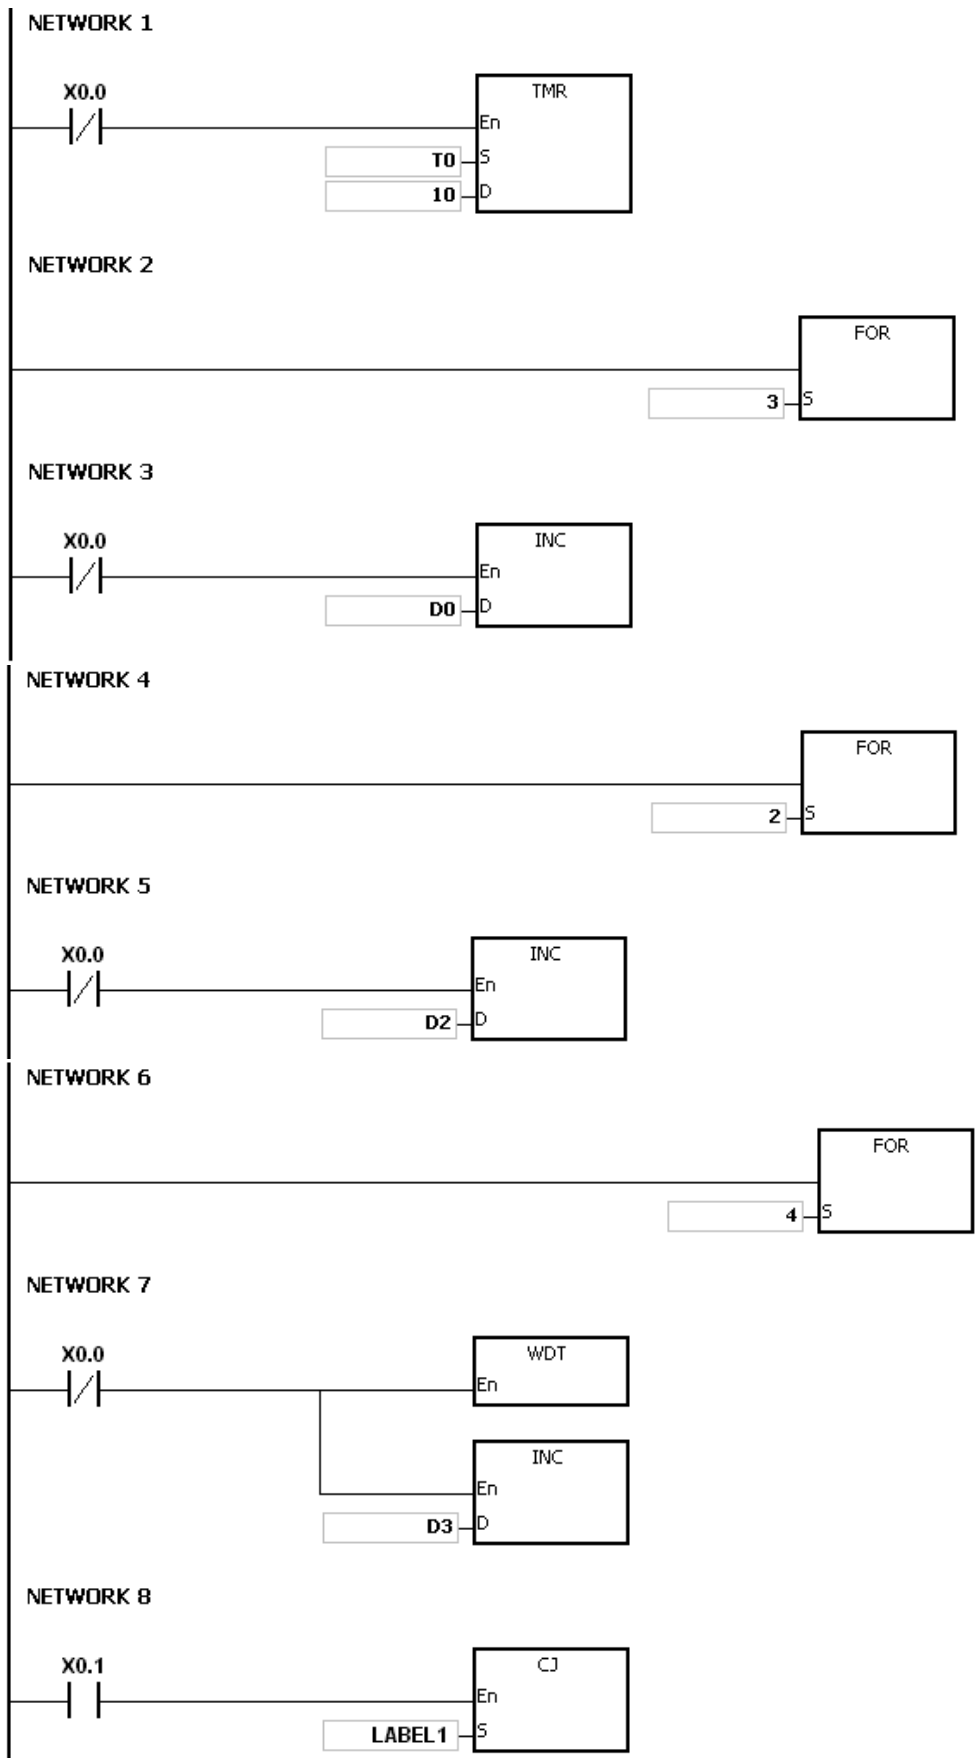 NETWORK 1
X0.0
TMR
En
T0 S
10 D
NETWORK 2
FOR
3 S
NETWORK 3
X0.0
INC
En
D0 D
NETWORK 4
FOR
2 S
NETWORK 5
X0.0
INC
En
D2 D
NETWORK 6
FOR
4 S
NETWORK 7
X0.0
WDT
En
INC
En
D3 D
NETWORK 8
X0.1
CJ
En
LABEL1 S